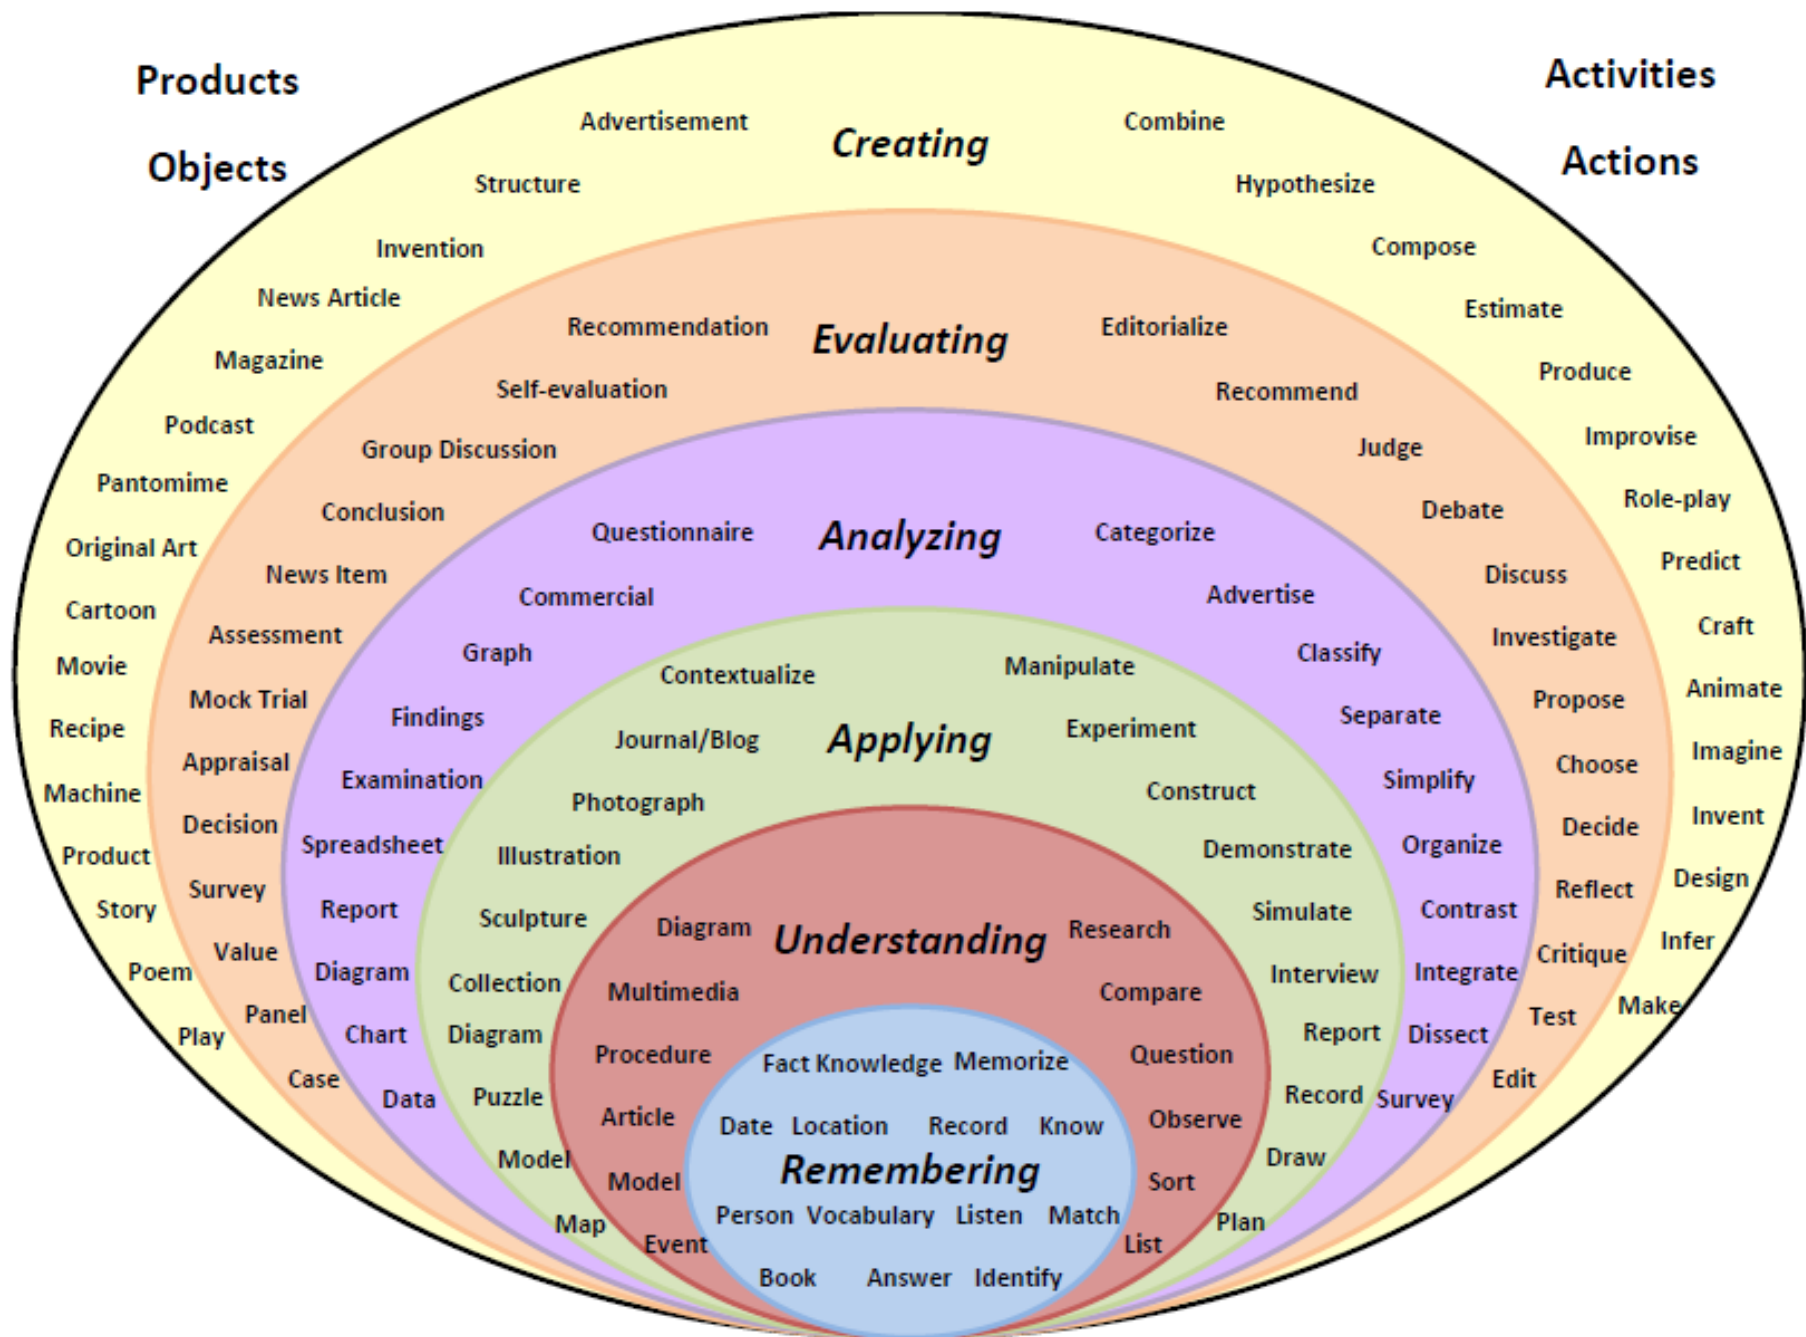 Products
Objects
Activities
Actions
Creating
Advertisement
Structure
Invention
News Article
Magazine
Podcast
Pantomime
Original Art
Cartoon
Movie
Recipe
Machine
Product
Story
Poem
Play
Combine
Hypothesize
Compose
Estimate
Produce
Improvise
Role-play
Predict
Craft
Animate
Imagine
Invent
Design
Infer
Make
Evaluating
Recommendation
Self-evaluation
Group Discussion
Conclusion
News Item
Assessment
Mock Trial
Appraisal
Decision
Survey
Value
Panel
Case
Editorialize
Recommend
Judge
Debate
Discuss
Investigate
Propose
Choose
Decide
Reflect
Critique
Test
Edit
Analyzing
Questionnaire
Commercial
Graph
Findings
Examination
Spreadsheet
Report
Diagram
Chart
Data
Categorize
Advertise
Classify
Separate
Simplify
Organize
Contrast
Integrate
Dissect
Survey
Applying
Contextualize
Journal/Blog
Photograph
Illustration
Sculpture
Collection
Diagram
Puzzle
Model
Map
Manipulate
Experiment
Construct
Demonstrate
Simulate
Interview
Report
Record
Draw
Plan
Understanding
Diagram
Multimedia
Procedure
Article
Model
Event
Research
Compare
Question
Observe
Sort
List
Fact Knowledge Memorize
Date Location Record Know
Remembering
Person Vocabulary Listen Match
Book Answer Identify